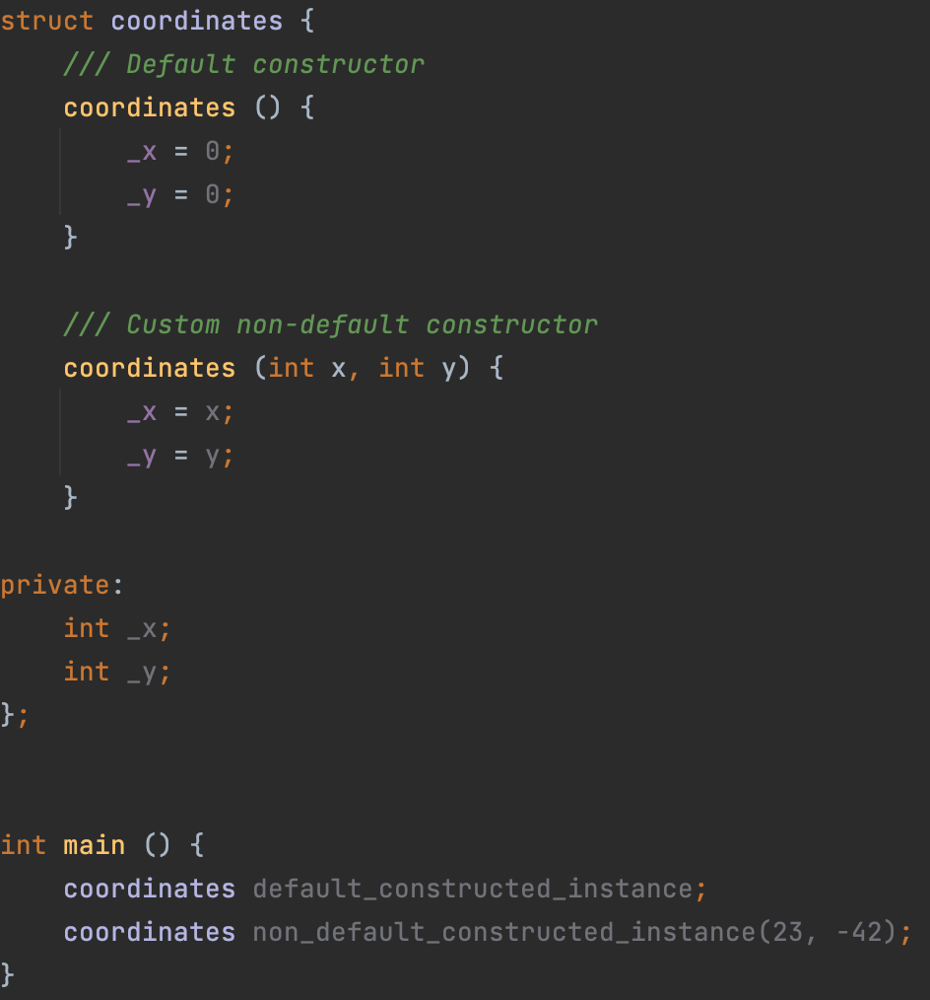 struct coordinates {
    /// Default constructor
    coordinates () {
        _x = 0;
        _y = 0;
    }

    /// Custom non-default constructor
    coordinates (int x, int y) {
        _x = x;
        _y = y;
    }

private:
    int _x;
    int _y;
};


int main () {
    coordinates default_constructed_instance;
    coordinates non_default_constructed_instance(23, -42);
}